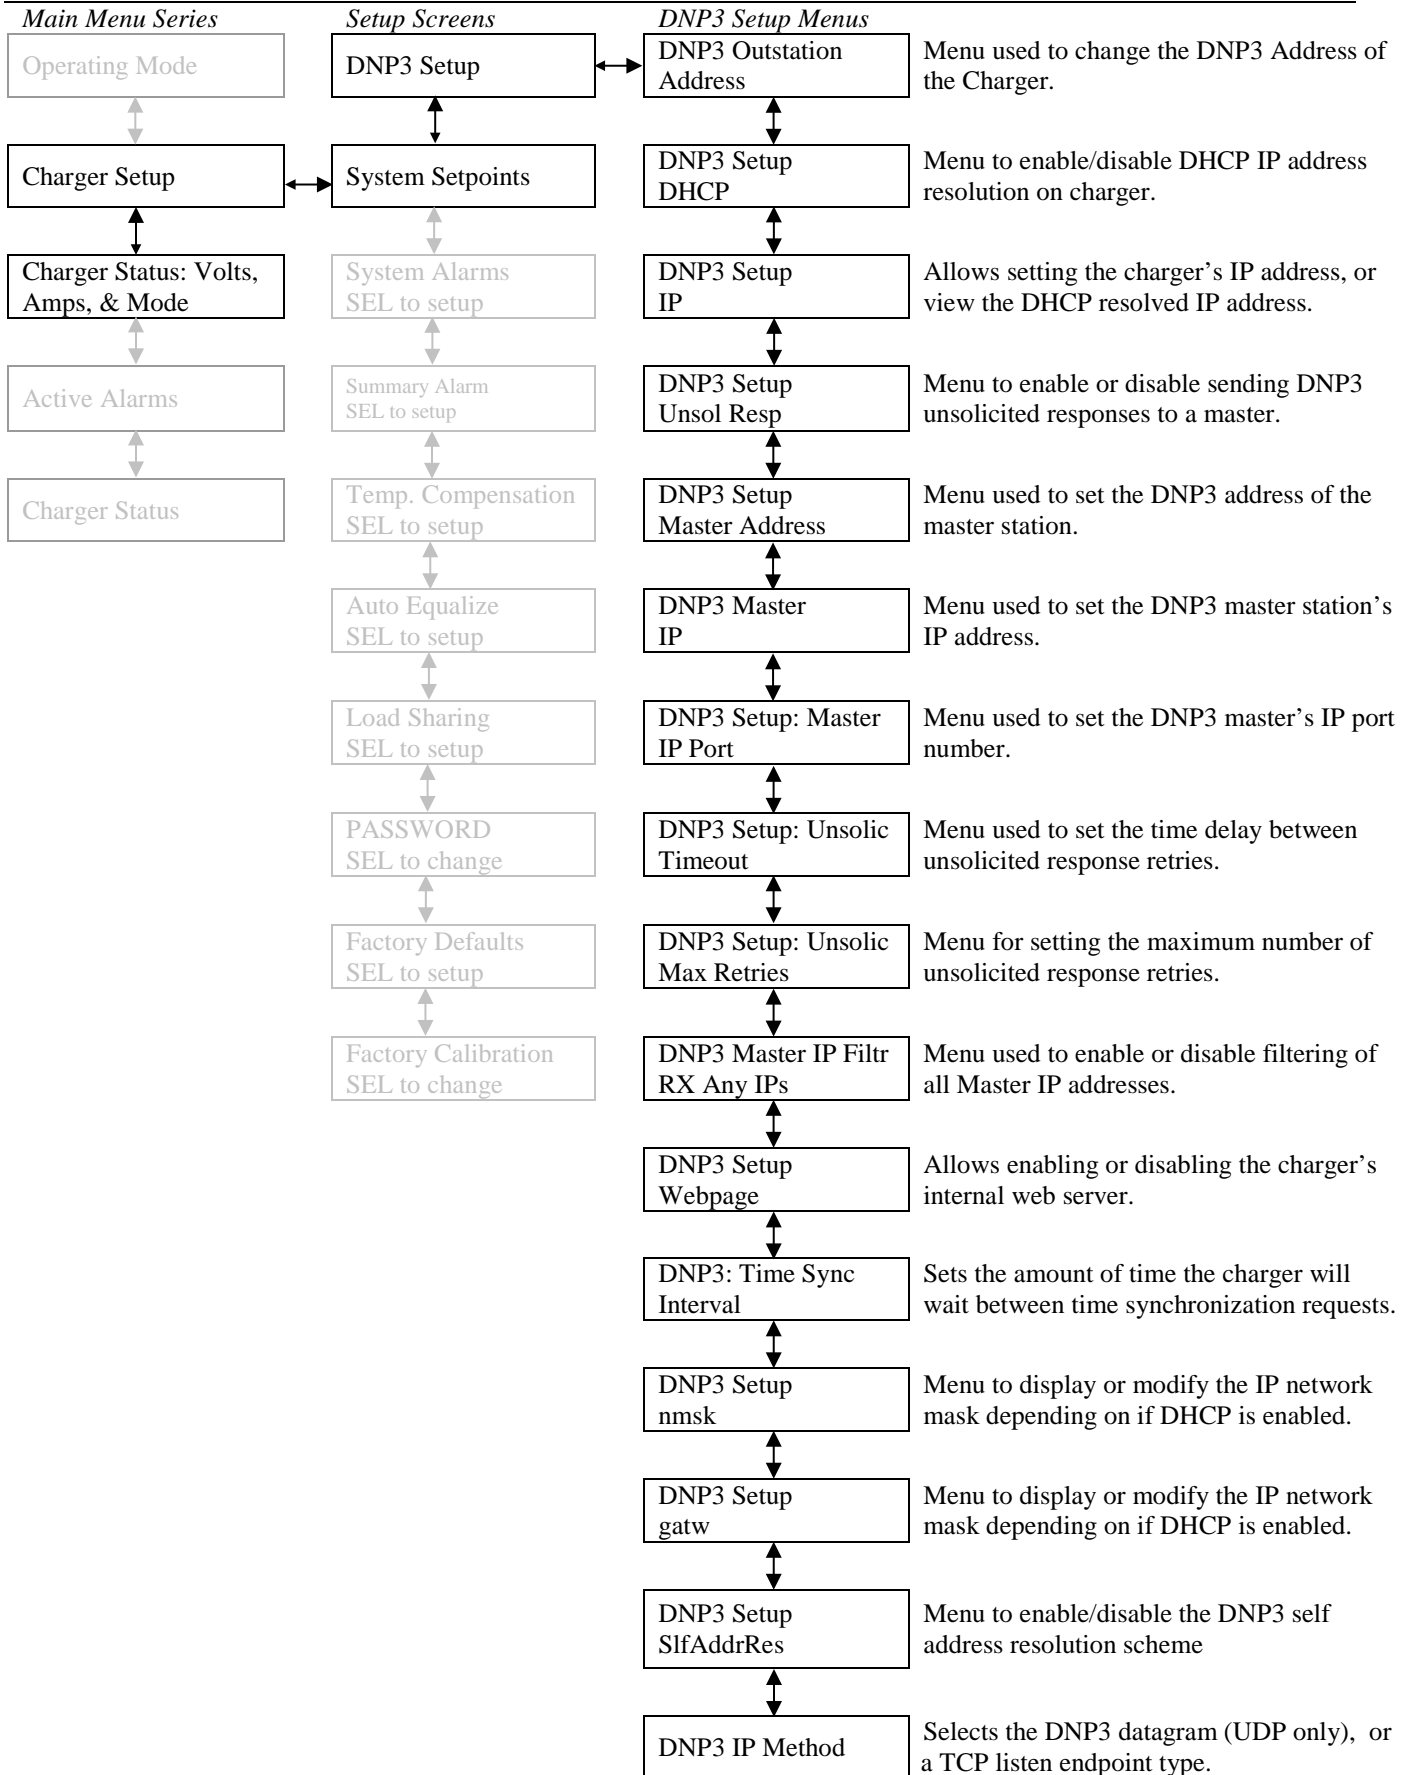 Main Menu Series
Operating Mode
Charger Setup
Charger Status: Volts,
Amps, & Mode
Active Alarms
Charger Status
Setup Screens
DNP3 Setup
System Setpoints
System Alarms
SEL to setup
Summary Alarm
SEL to setup
Temp. Compensation
SEL to setup
Auto Equalize
SEL to setup
Load Sharing
SEL to setup
PASSWORD
SEL to change
Factory Defaults
SEL to setup
Factory Calibration
SEL to change
DNP3 Setup Menus
DNP3 Outstation
Address
Menu used to change the DNP3 Address of
the Charger.
DNP3 Setup
DHCP
Menu to enable/disable DHCP IP address
resolution on charger.
DNP3 Setup
IP
Allows setting the charger’s IP address, or
view the DHCP resolved IP address.
DNP3 Setup
Unsol Resp
Menu to enable or disable sending DNP3
unsolicited responses to a master.
DNP3 Setup
Master Address
Menu used to set the DNP3 address of the
master station.
DNP3 Master
IP
Menu used to set the DNP3 master station’s
IP address.
DNP3 Setup: Master
IP Port
Menu used to set the DNP3 master’s IP port
number.
DNP3 Setup: Unsolic
Timeout
Menu used to set the time delay between
unsolicited response retries.
DNP3 Setup: Unsolic
Max Retries
Menu for setting the maximum number of
unsolicited response retries.
DNP3 Master IP Filtr
RX Any IPs
Menu used to enable or disable filtering of
all Master IP addresses.
DNP3 Setup
Webpage
Allows enabling or disabling the charger’s
internal web server.
DNP3: Time Sync
Interval
Sets the amount of time the charger will
wait between time synchronization requests.
DNP3 Setup
nmsk
Menu to display or modify the IP network
mask depending on if DHCP is enabled.
DNP3 Setup
gatw
Menu to display or modify the IP network
mask depending on if DHCP is enabled.
DNP3 Setup
SlfAddrRes
Menu to enable/disable the DNP3 self
address resolution scheme
DNP3 IP Method
Selects the DNP3 datagram (UDP only), or
a TCP listen endpoint type.